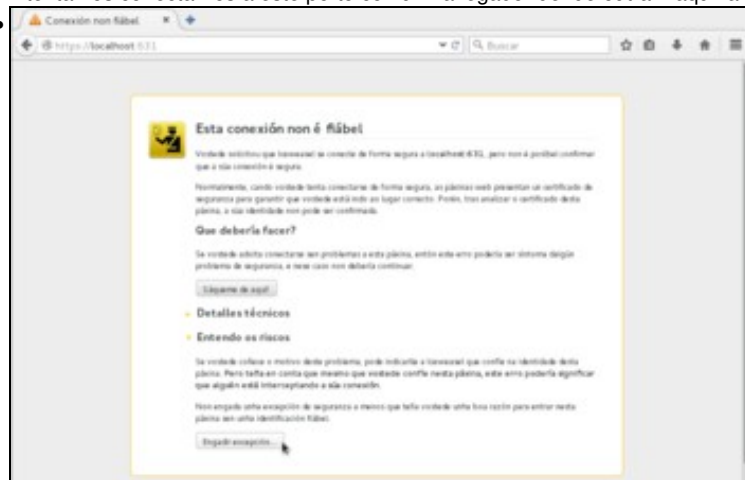 Conexión non fiábel
https://localhost:631
Buscar
Esta conexión non é fiábel
Vostede solicitou que Iceweasel se conecte de forma segura a localhost:631, pero non é posíbel confirmar
que a súa conexión é segura.
Normalmente, cando vostede tenta conectarse de forma segura, as páxinas web presentan un certificado de
seguranza para garantir que vostede está indo ao lugar correcto. Porén, tras analizar o certificado desta
páxina, a súa identidade non pode ser confirmada.
Que debería facer?
Se vostede adoita conectarse sen problemas a esta páxina, entón este erro podería ser síntoma dalgún
problema de seguranza, e nese caso non debería continuar.
Sáqueme de aquí!
Detalles técnicos
Entendo os riscos
Se vostede coñece o motivo deste problema, pode indicarlle a Iceweasel que confíe na identidade desta
páxina. Pero teña en conta que mesmo que vostede confíe nesta páxina, este erro podería significar
que alguén está interceptando a súa conexión.
Non engada unha excepción de seguranza a menos que teña vostede unha boa razón para entrar nesta
páxina sen unha identificación fiábel.
Engadir excepción...